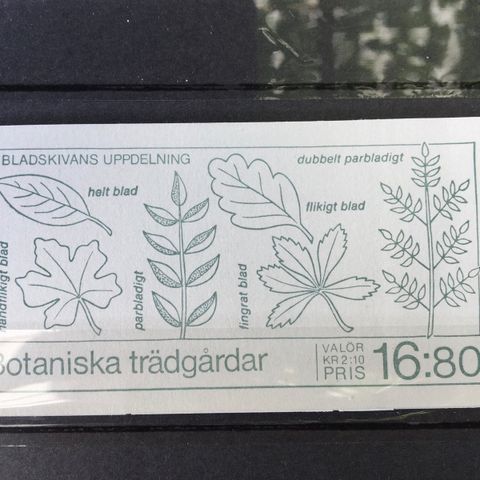 BLADSKIVANS UPPDELNING
helt blad
dubbelt parbladigt
flikigt blad
handflikigt blad
parbladigt
fingrat blad
Botaniska trädgårdar
VALÖR
KR 2:10
PRIS
16:80